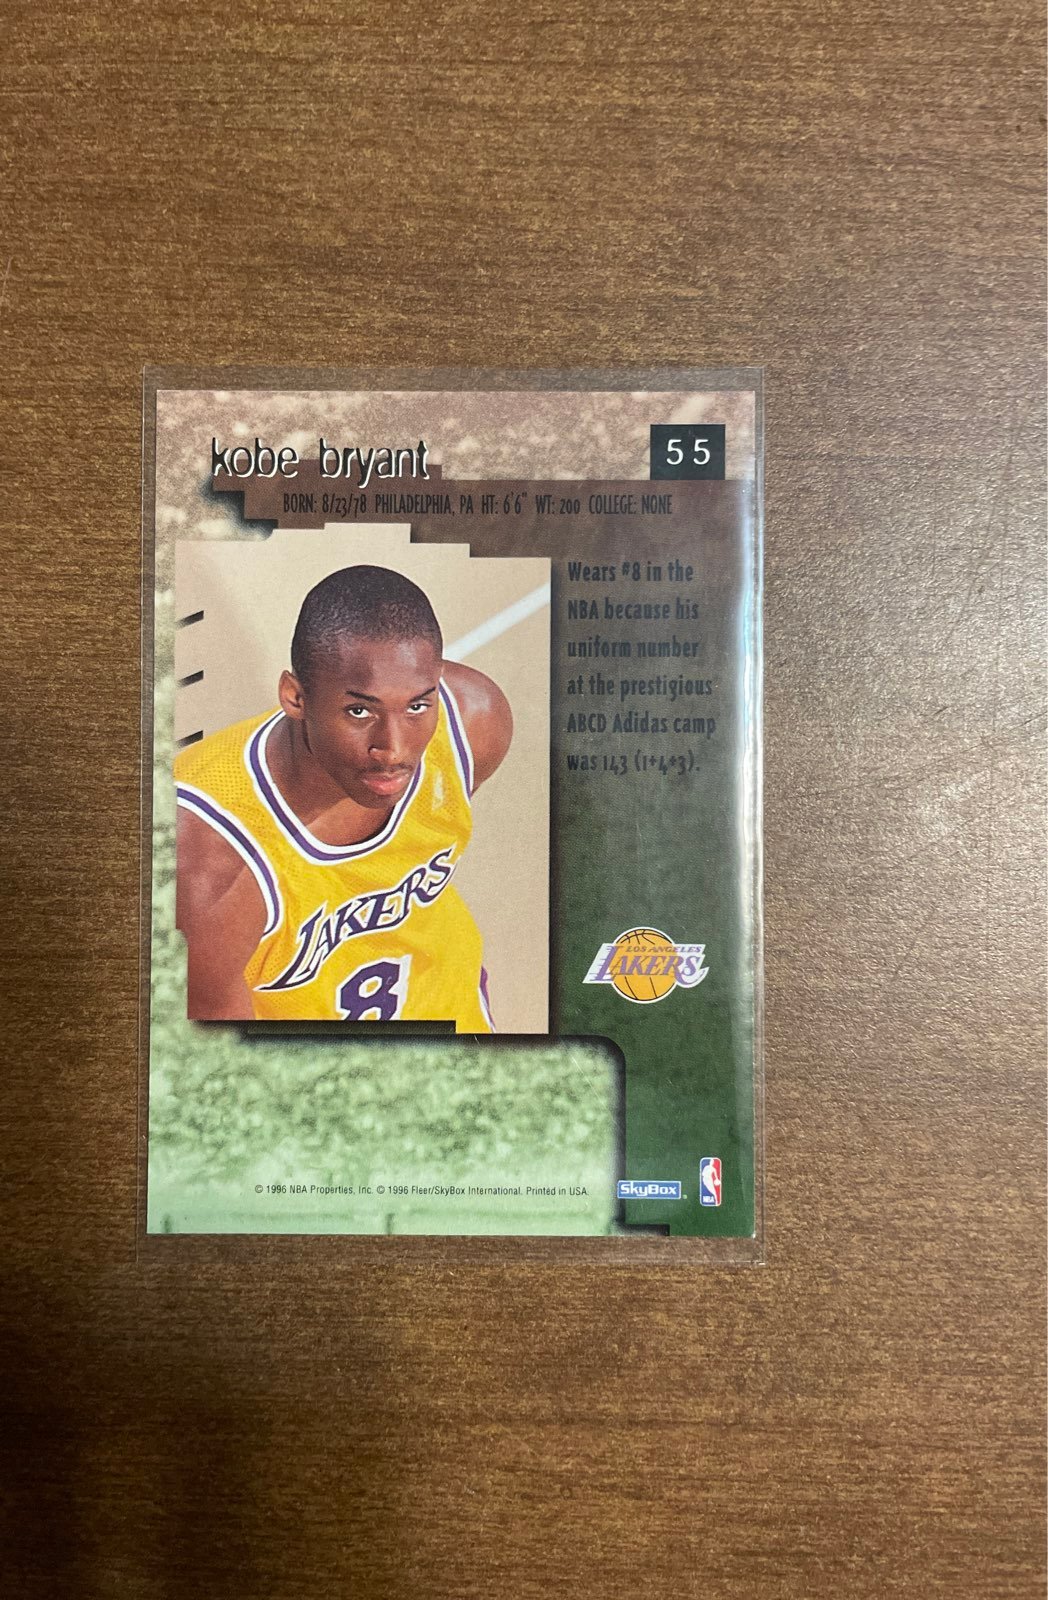 kobe bryant
55
BORN: 8/23/78 PHILADELPHIA, PA HT: 6'6" WT: 200 COLLEGE: NONE
Wears #8 in the
NBA because his
uniform number
at the prestigious
ABCD Adidas camp
was 143 (1+4+3).
LAKERS
8
LOS ANGELES
LAKERS
© 1996 NBA Properties, Inc. © 1996 Fleer/SkyBox International. Printed in USA.
SkyBox
NBA